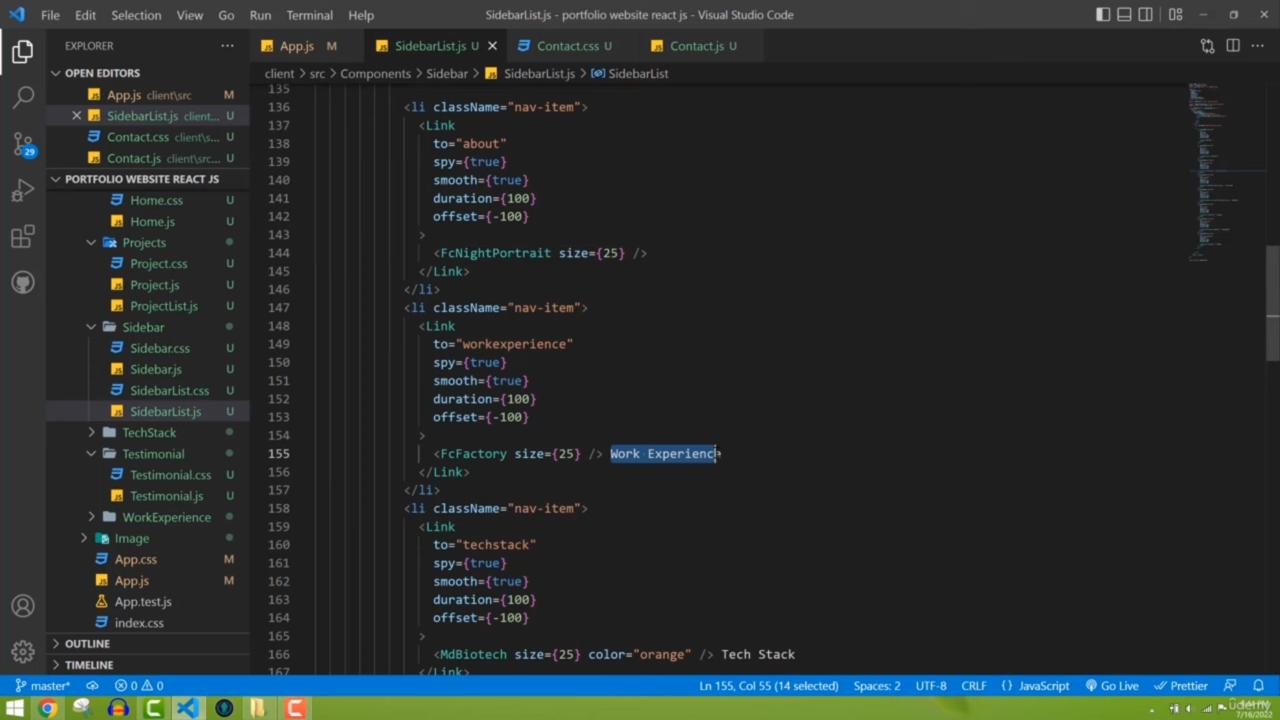 File Edit Selection View Go Run Terminal Help
SidebarList.js - portfolio website react js - Visual Studio Code
EXPLORER
OPEN EDITORS
App.js client\src M
SidebarList.js client... U
Contact.css client\s... U
Contact.js client\src... U
PORTFOLIO WEBSITE REACT JS
Home.css U
Home.js U
Projects
Project.css U
Project.js U
ProjectList.js U
Sidebar
Sidebar.css U
Sidebar.js U
SidebarList.css U
SidebarList.js U
TechStack
Testimonial
Testimonial.css U
Testimonial.js U
WorkExperience
Image
App.css M
App.js M
App.test.js
index.css
OUTLINE
TIMELINE
29
App.js M SidebarList.js U Contact.css U Contact.js U
client > src > Components > Sidebar > SidebarList.js > SidebarList
135
136 <li className="nav-item">
137 <Link
138 to="about"
139 spy={true}
140 smooth={true}
141 duration={100}
142 offset={-100}
143 >
144 <FcNightPortrait size={25} />
145 </Link>
146 </li>
147 <li className="nav-item">
148 <Link
149 to="workexperience"
150 spy={true}
151 smooth={true}
152 duration={100}
153 offset={-100}
154 >
155 <FcFactory size={25} /> Work Experience
156 </Link>
157 </li>
158 <li className="nav-item">
159 <Link
160 to="techstack"
161 spy={true}
162 smooth={true}
163 duration={100}
164 offset={-100}
165 >
166 <MdBiotech size={25} color="orange" /> Tech Stack
167 </Link>
master* 0 0 Ln 155, Col 55 (14 selected) Spaces: 2 UTF-8 CRLF {} JavaScript Go Live Prettier
7/16/2022